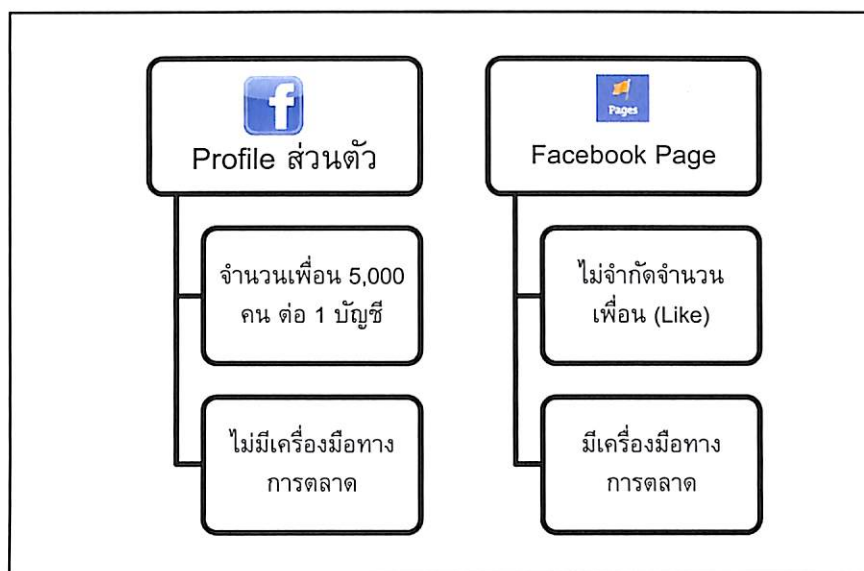 f
Profile ส่วนตัว
จำนวนเพื่อน 5,000
คน ต่อ 1 บัญชี
ไม่มีเครื่องมือทาง
การตลาด
Pages
Facebook Page
ไม่จำกัดจำนวน
เพื่อน (Like)
มีเครื่องมือทาง
การตลาด